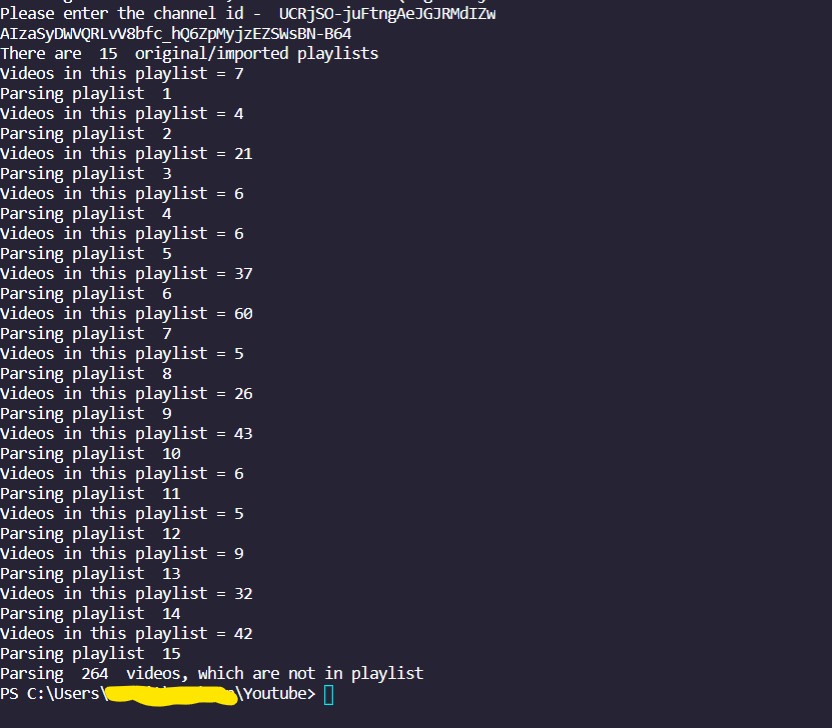 Please enter the channel id -  UCRjSO-juFtngAeJGJRMdIZw
AIzaSyDWVQRLvV8bfc_hQ6ZpMyjzEZSWsBN-B64
There are  15  original/imported playlists
Videos in this playlist = 7
Parsing playlist  1
Videos in this playlist = 4
Parsing playlist  2
Videos in this playlist = 21
Parsing playlist  3
Videos in this playlist = 6
Parsing playlist  4
Videos in this playlist = 6
Parsing playlist  5
Videos in this playlist = 37
Parsing playlist  6
Videos in this playlist = 60
Parsing playlist  7
Videos in this playlist = 5
Parsing playlist  8
Videos in this playlist = 26
Parsing playlist  9
Videos in this playlist = 43
Parsing playlist  10
Videos in this playlist = 6
Parsing playlist  11
Videos in this playlist = 5
Parsing playlist  12
Videos in this playlist = 9
Parsing playlist  13
Videos in this playlist = 32
Parsing playlist  14
Videos in this playlist = 42
Parsing playlist  15
Parsing  264  videos, which are not in playlist
PS C:\Users\ \Youtube>